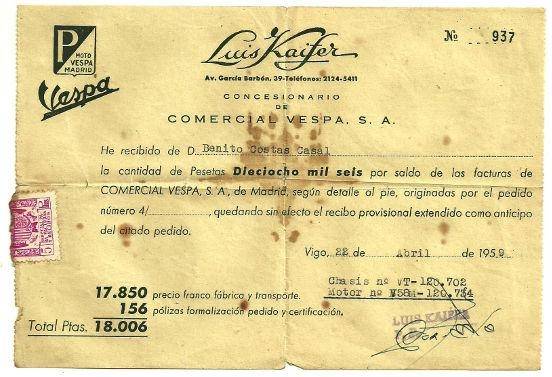 P
MOTO
VESPA
MADRID
Vespa
Luis Kaifer
Nº 937
Av. García Barbón, 39-Teléfonos: 2124-5411
CONCESIONARIO
DE
COMERCIAL VESPA, S. A.
He recibido de D. Benito Costas Casal
la cantidad de Pesetas Dieciocho mil seis por saldo de las facturas de
COMERCIAL VESPA, S. A., de Madrid, según detalle al pie, originadas por el pedido
número 4/ , quedando sin efecto el recibo provisional extendido como anticipo
del citado pedido.
Vigo, 22 de Abril de 1959
Chasis nº VT-120.702
Motor nº
17.850 precio franco fábrica y transporte.
156 pólizas formalización pedido y certificación.
Total Ptas. 18.006
LUIS KAIFER